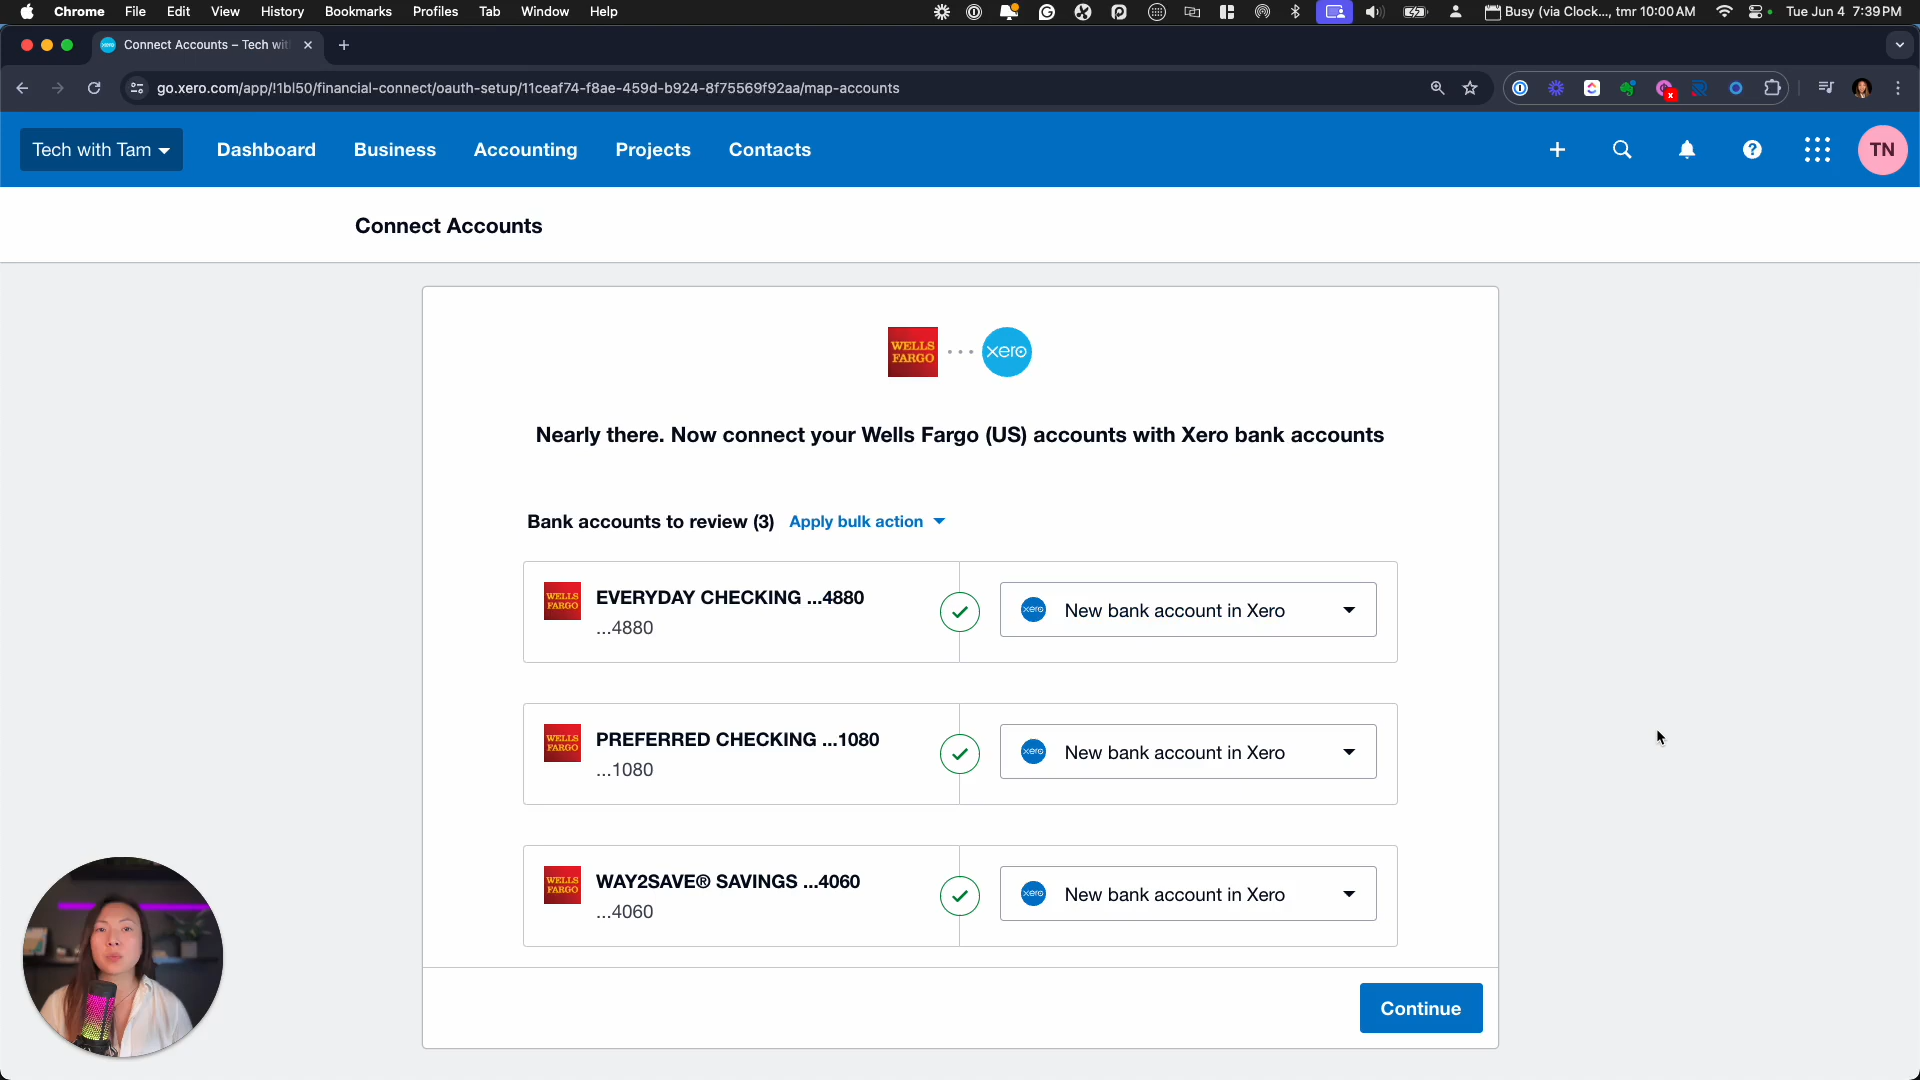 Chrome File Edit View History Bookmarks Profiles Tab Window Help
Busy (via Clock..., tmr 10:00 AM Tue Jun 4 7:39 PM
Connect Accounts – Tech wit
go.xero.com/app/!1bI50/financial-connect/oauth-setup/11ceaf74-f8ae-459d-b924-8f75569f92aa/map-accounts
Tech with Tam Dashboard Business Accounting Projects Contacts TN
Connect Accounts
WELLS
FARGO
xero
Nearly there. Now connect your Wells Fargo (US) accounts with Xero bank accounts
Bank accounts to review (3) Apply bulk action
WELLS
FARGO
EVERYDAY CHECKING ...4880
...4880
xero
New bank account in Xero
WELLS
FARGO
PREFERRED CHECKING ...1080
...1080
xero
New bank account in Xero
WELLS
FARGO
WAY2SAVE® SAVINGS ...4060
...4060
xero
New bank account in Xero
Continue